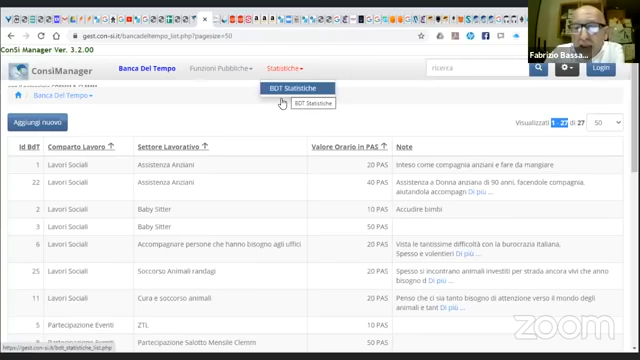 gest.con-si.it/bancadeltempo_list.php?pagesize=50
ConSi Manager Ver. 3.2.00
Fabrizio Bassa...
ConsiManager
Banca Del Tempo
Funzioni Pubbliche
Statistiche
ricerca
Login
BDT Statistiche
BDT Statistiche
Banca Del Tempo
Aggiungi nuovo
Visualizzati 1 - 27 di 27
50
Id BdT Comparto Lavoro Settore Lavorativo Valore Orario in PAS Note
1 Lavori Sociali Assistenza Anziani 20 PAS Inteso come compagnia anziani e fare da mangiare
22 Lavori Sociali Assistenza Anziani 40 PAS Assistenza a Donna anziana di 90 anni, facendole compagnia,
aiutandola accompagn Di più ...
2 Lavori Sociali Baby Sitter 10 PAS Accudire bimbi
3 Lavori Sociali Baby Sitter 50 PAS
6 Lavori Sociali Accompagnare persone che hanno bisogno agli uffici 20 PAS Vista le tantissime difficoltà con la burocrazia italiana,
Spesso e volentieri Di più ...
25 Lavori Sociali Soccorso Animali randagi 20 PAS Spesso si incontrano animali investiti per strada ancora vivi che anno
bisogno d Di più ...
11 Lavori Sociali Cura e soccorso animali 20 PAS Penso che ci sia tanto bisogno di attenzione verso il mondo degli
animali e tant Di più ...
5 Partecipazione Eventi ZTL 10 PAS
Partecipazione Eventi Partecipazione Salotto Mensile Clemm 50 PAS
https://gest.con-si.it/bdt_statistiche_list.php
zoom